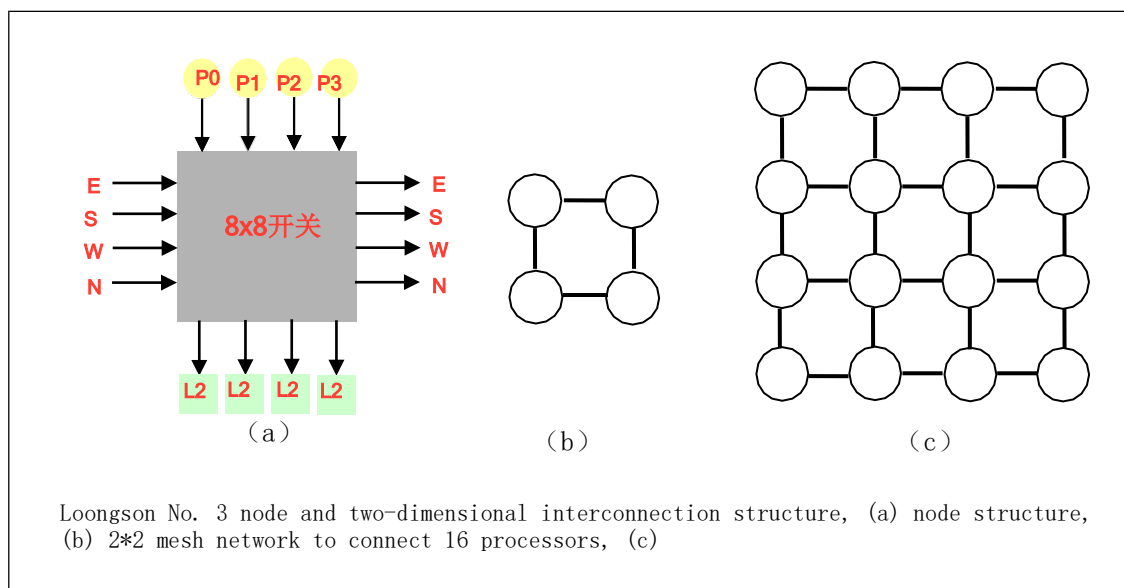 P0 P1 P2 P3
E E
S S
8x8开关
W W
N N
L2 L2 L2 L2
（a）
（b）
（c）
Loongson No. 3 node and two-dimensional interconnection structure, (a) node structure,
(b) 2*2 mesh network to connect 16 processors, (c)